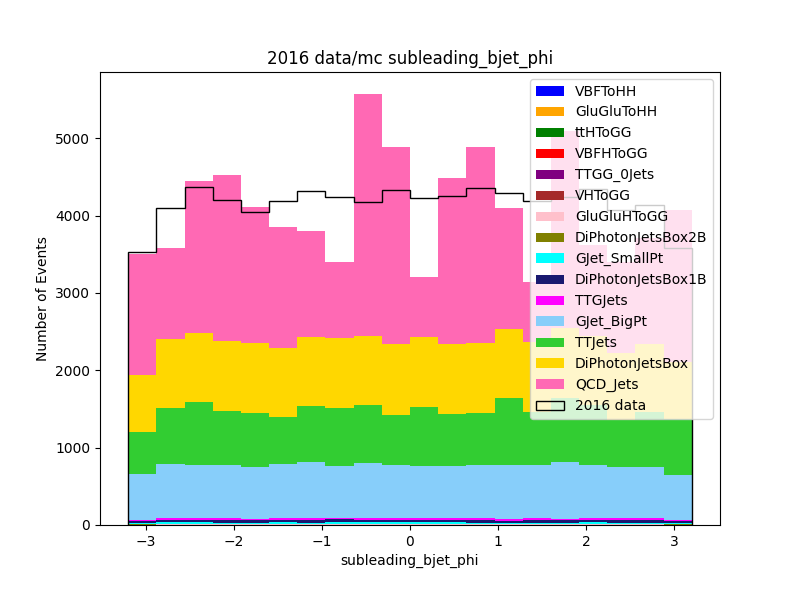 2016 data/mc subleading_bjet_phi
Number of Events
5000
4000
3000
2000
1000
0
−3
−2
−1
0
1
2
3
subleading_bjet_phi
VBFToHH
GluGluToHH
ttHToGG
VBFHToGG
TTGG_0Jets
VHToGG
GluGluHToGG
DiPhotonJetsBox2B
GJet_SmallPt
DiPhotonJetsBox1B
TTGJets
GJet_BigPt
TTJets
DiPhotonJetsBox
QCD_Jets
2016 data